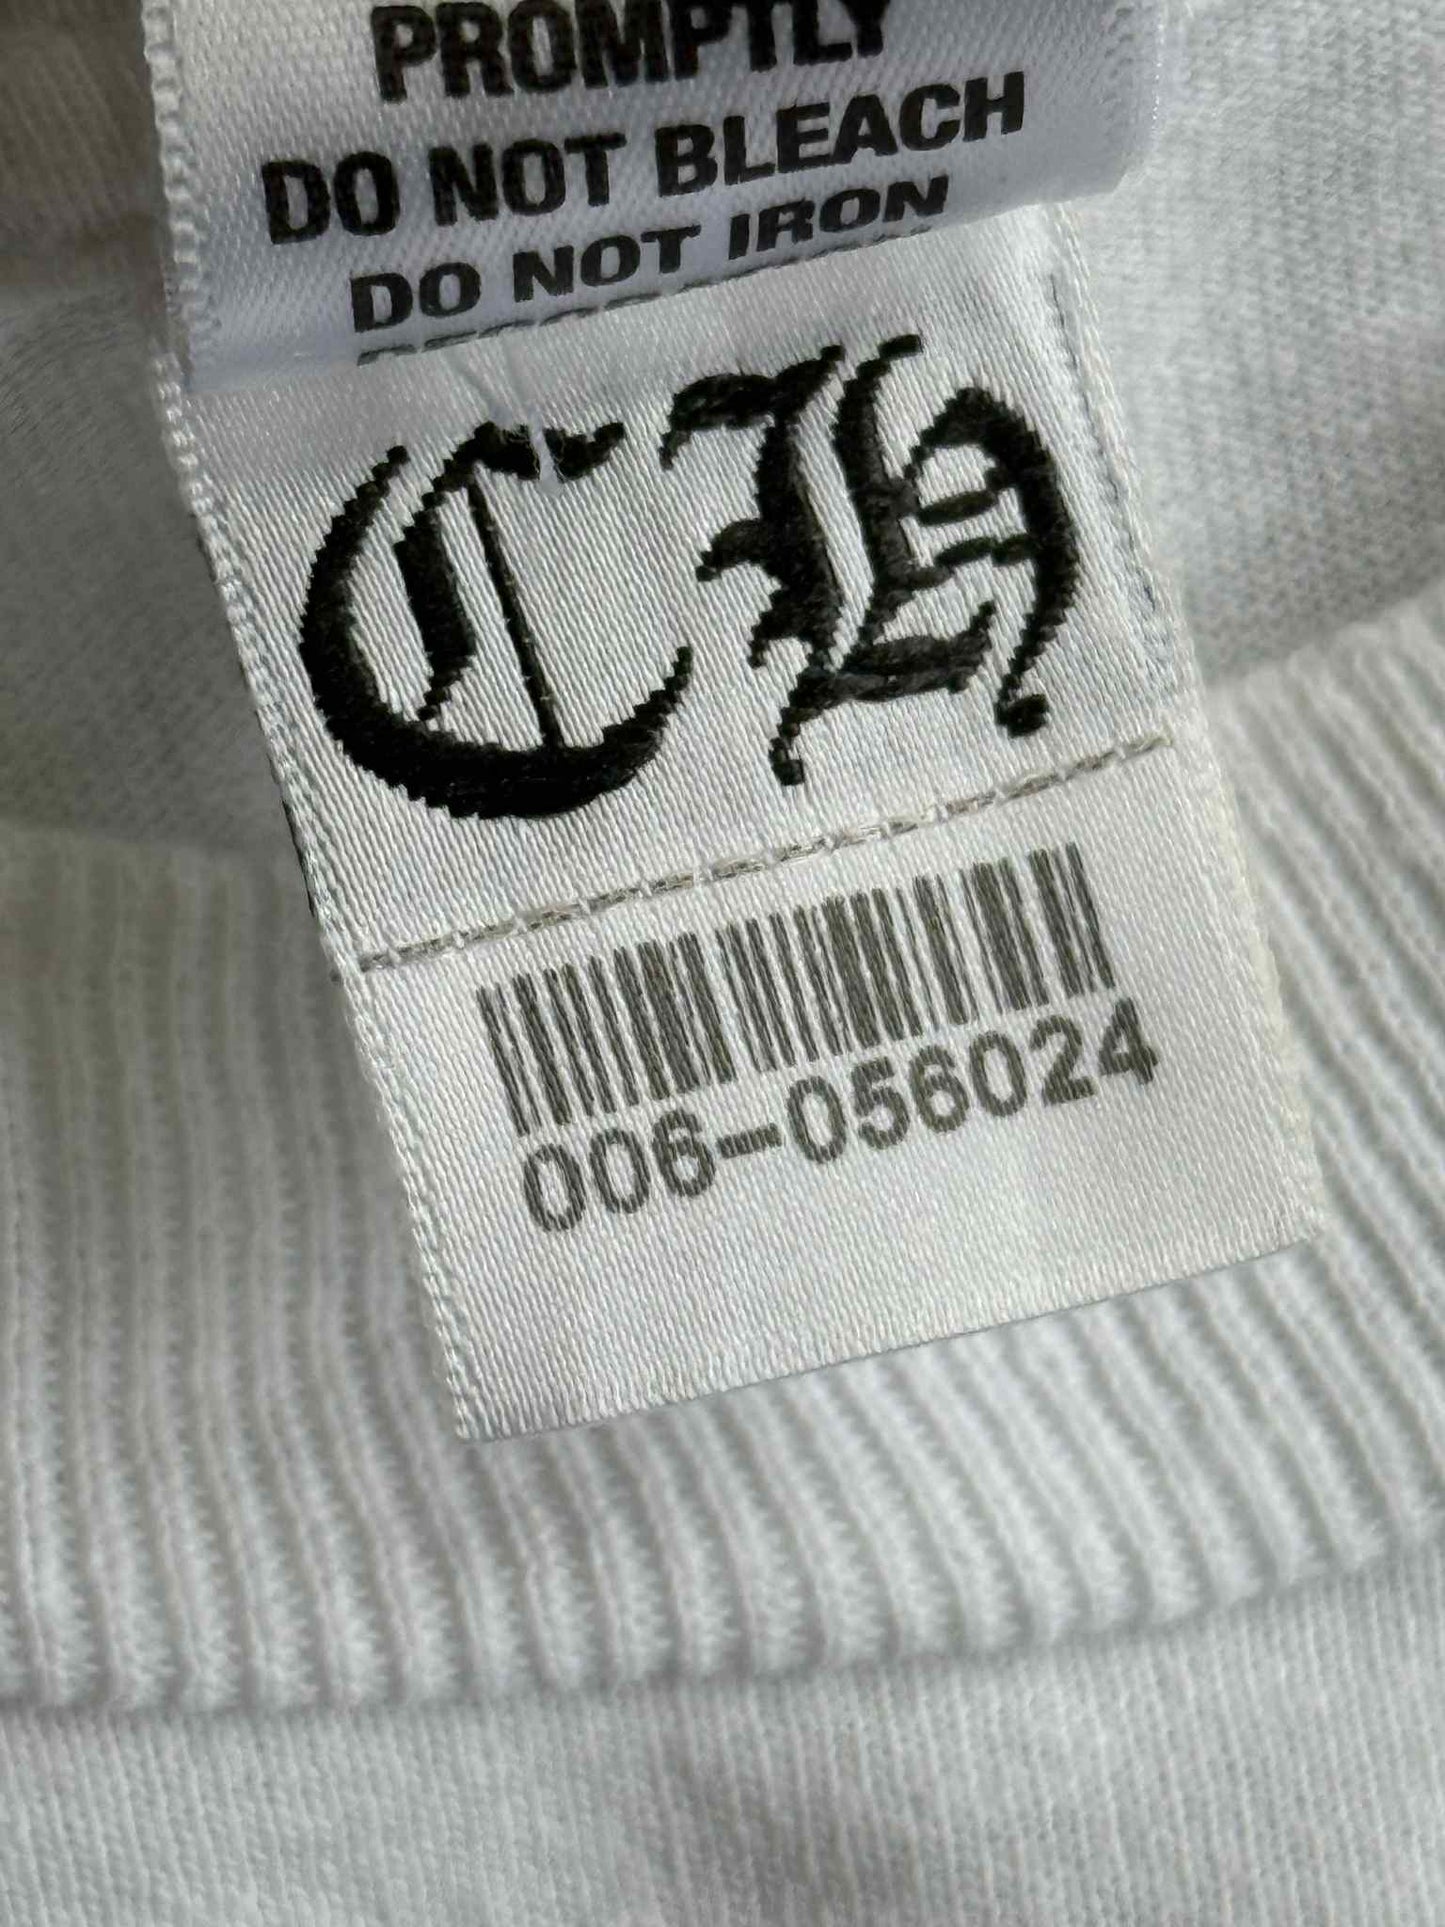 PROMPTLY
DO NOT BLEACH
DO NOT IRON
CH
006-056024